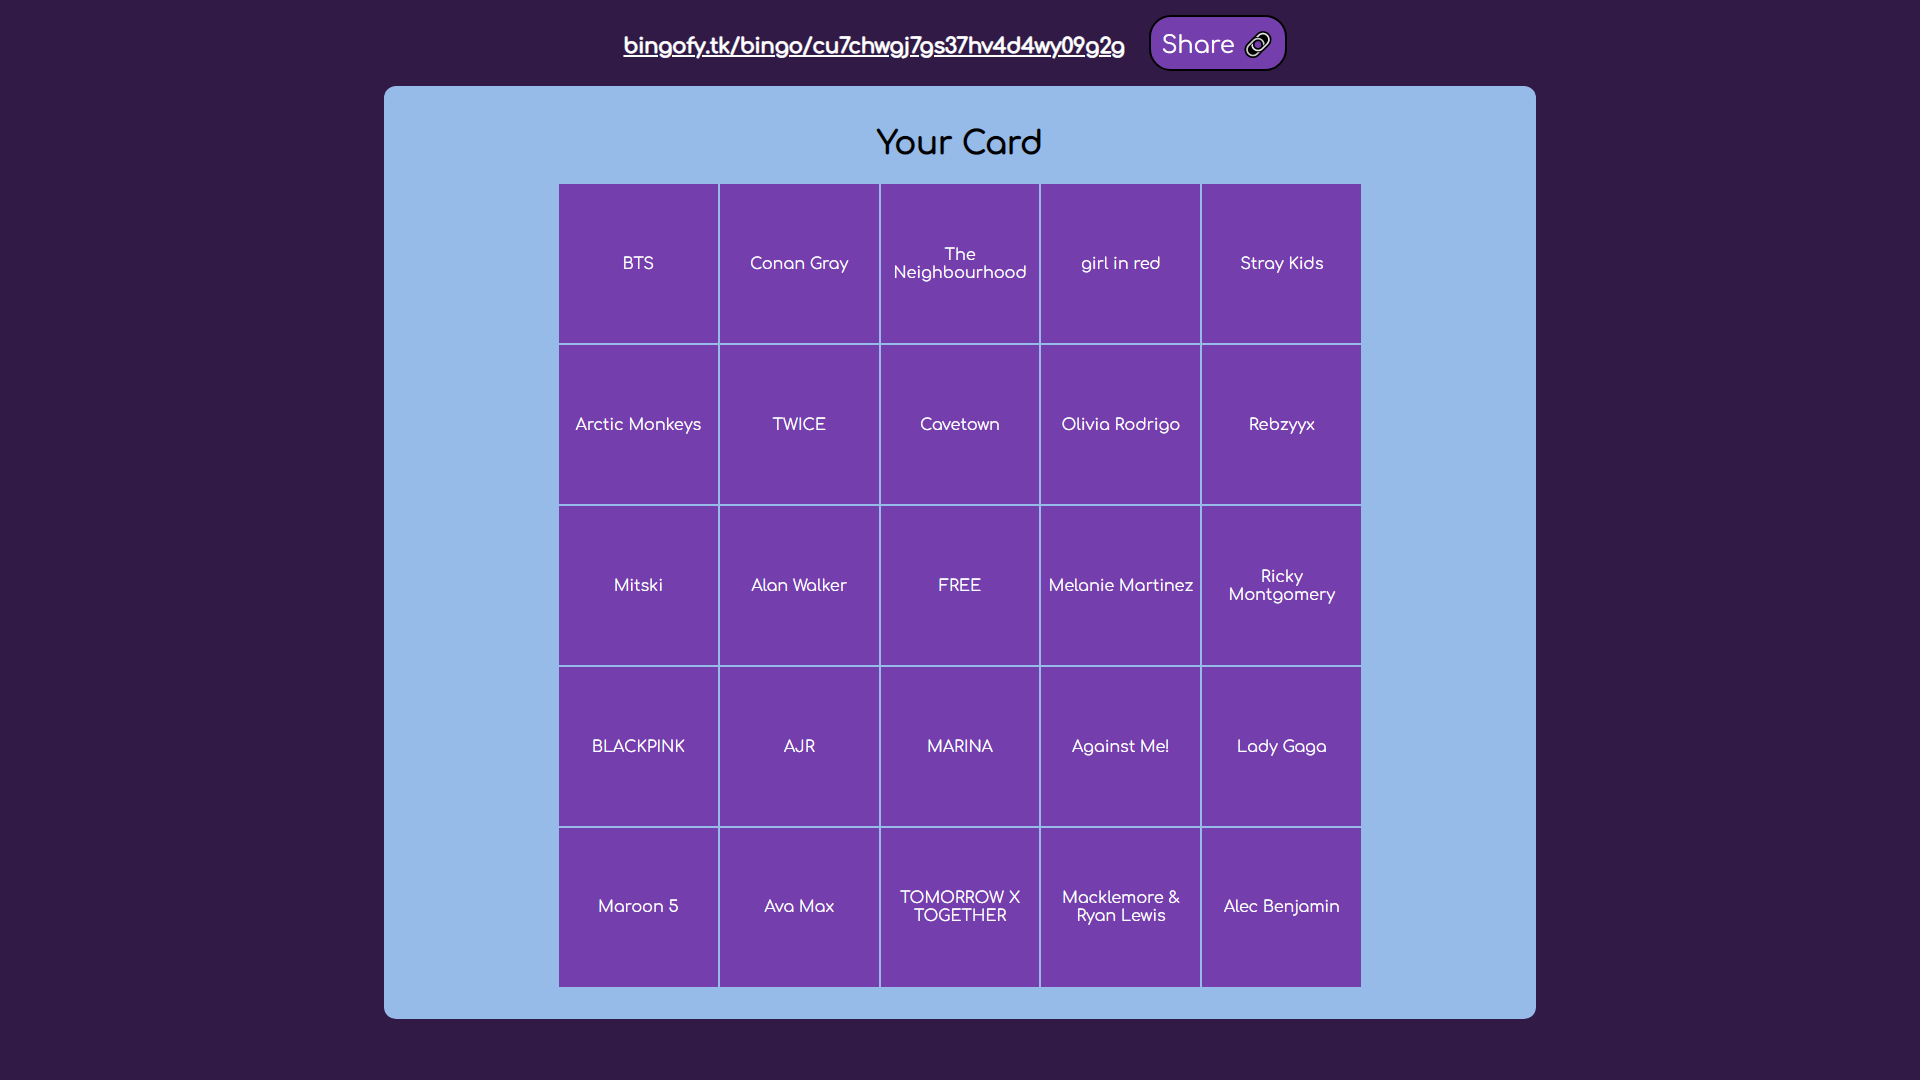 bingofy.tk/bingo/cu7chwgj7gs37hv4d4wy09g2g
Share
Your Card
BTS
Conan Gray
The
Neighbourhood
girl in red
Stray Kids
Arctic Monkeys
TWICE
Cavetown
Olivia Rodrigo
Rebzyyx
Mitski
Alan Walker
FREE
Melanie Martinez
Ricky
Montgomery
BLACKPINK
AJR
MARINA
Against Me!
Lady Gaga
Maroon 5
Ava Max
TOMORROW X
TOGETHER
Macklemore &
Ryan Lewis
Alec Benjamin